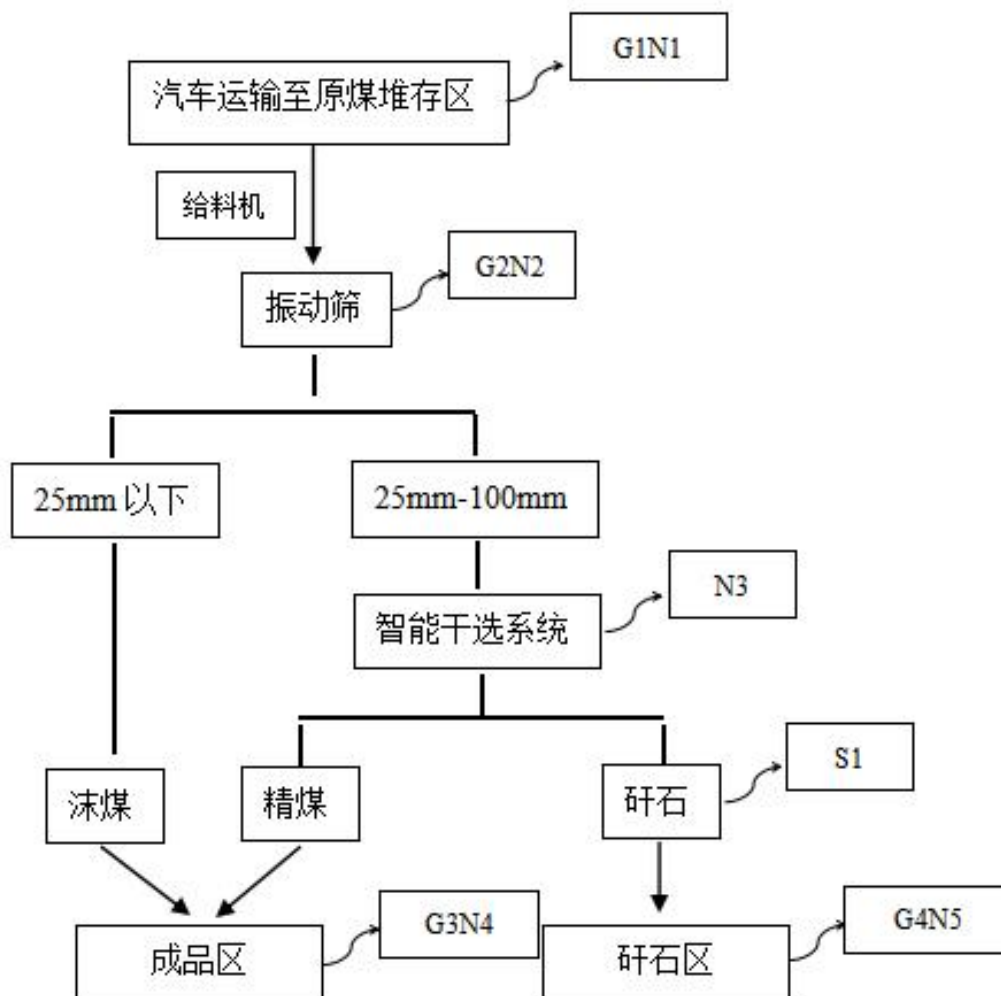 G1N1
汽车运输至原煤堆存区
给料机
G2N2
振动筛
25mm 以下
25mm-100mm
N3
智能干选系统
S1
沫煤
精煤
矸石
G3N4
G4N5
成品区
矸石区